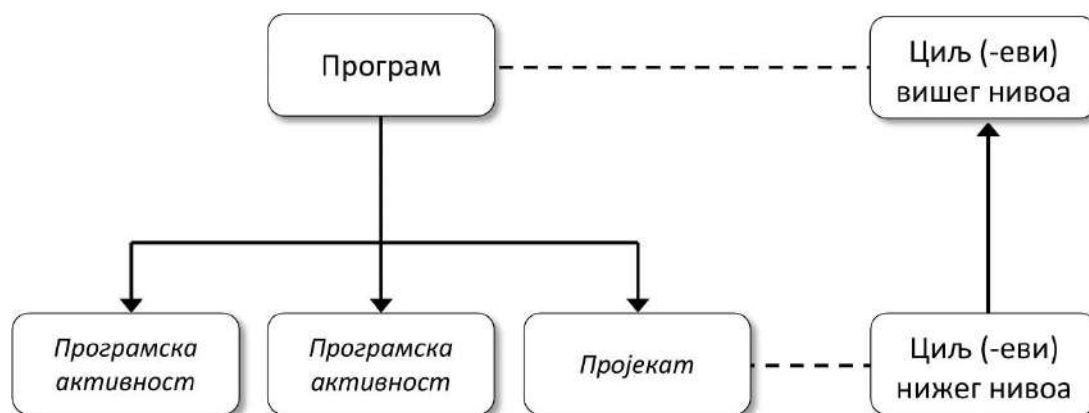 Програм
Циљ (-еви)
вишег нивоа
Програмска
активност
Програмска
активност
Пројекат
Циљ (-еви)
нижег нивоа